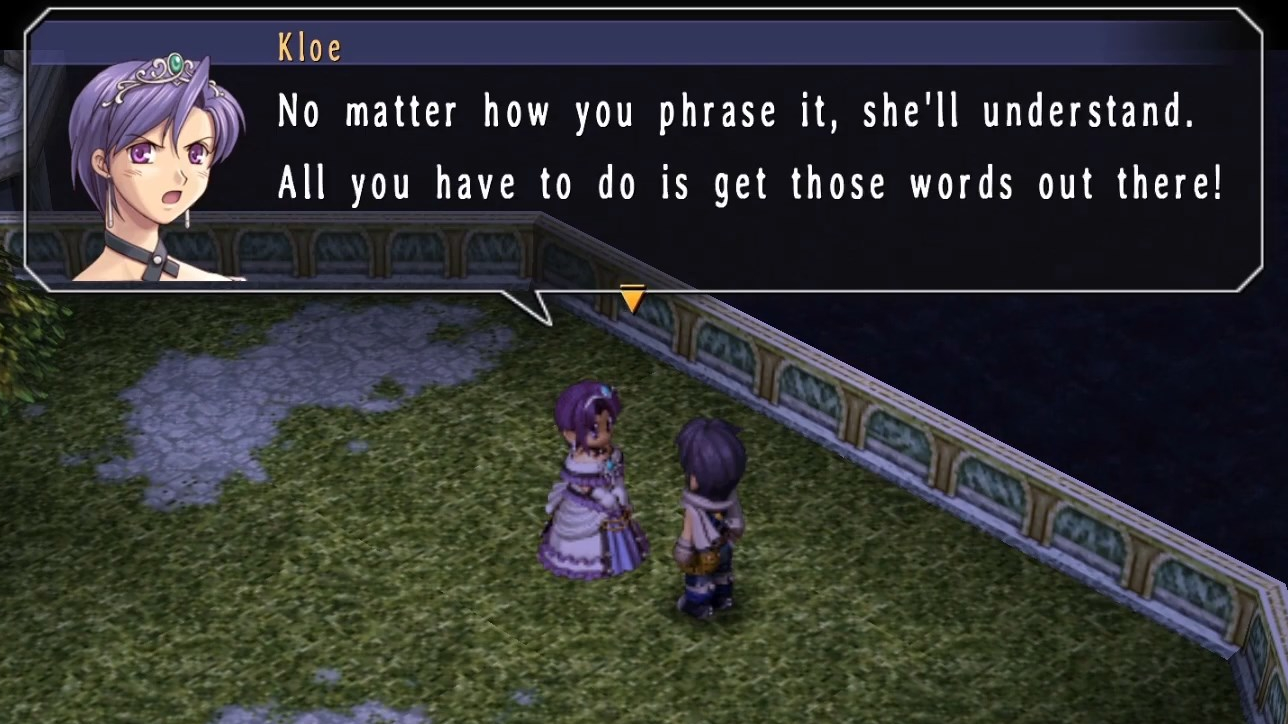 Kloe
No matter how you phrase it, she'll understand.
All you have to do is get those words out there!